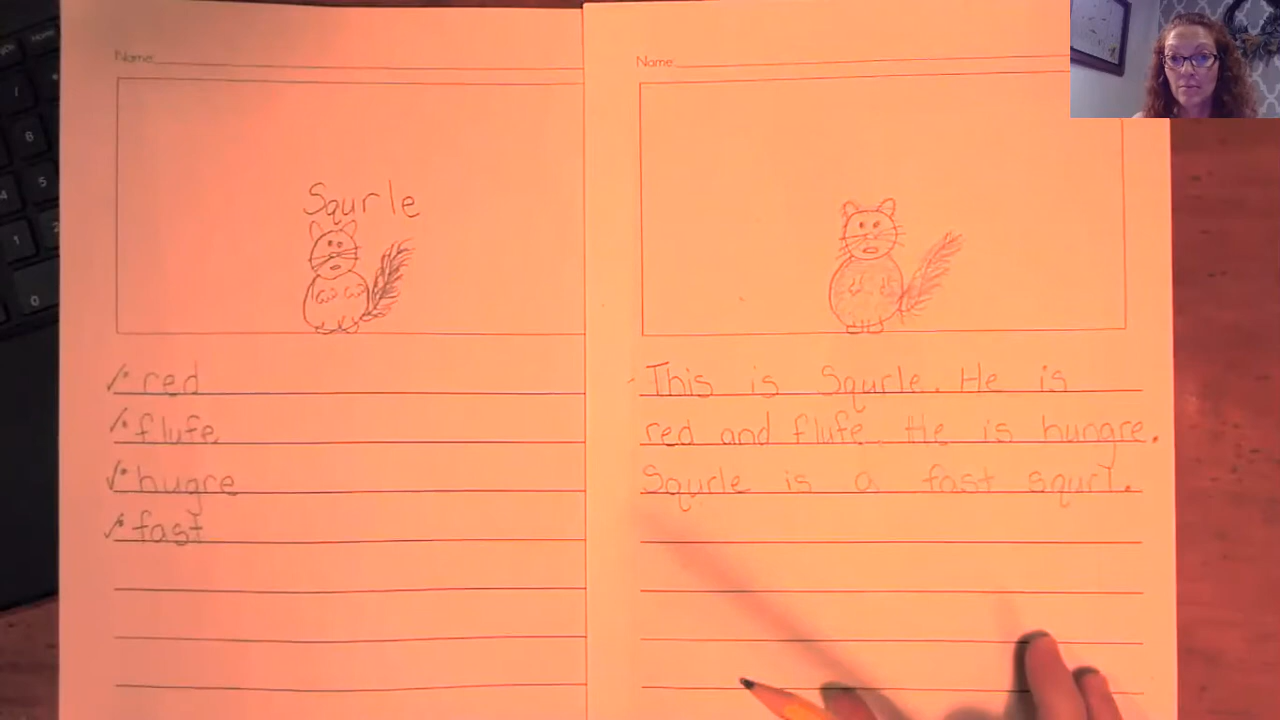 Name:
Squrle
red
flufe
hugre
fast
Name:
This is Squrle. He is
red and flufe. He is hungre.
Squrle is a fast squrl.